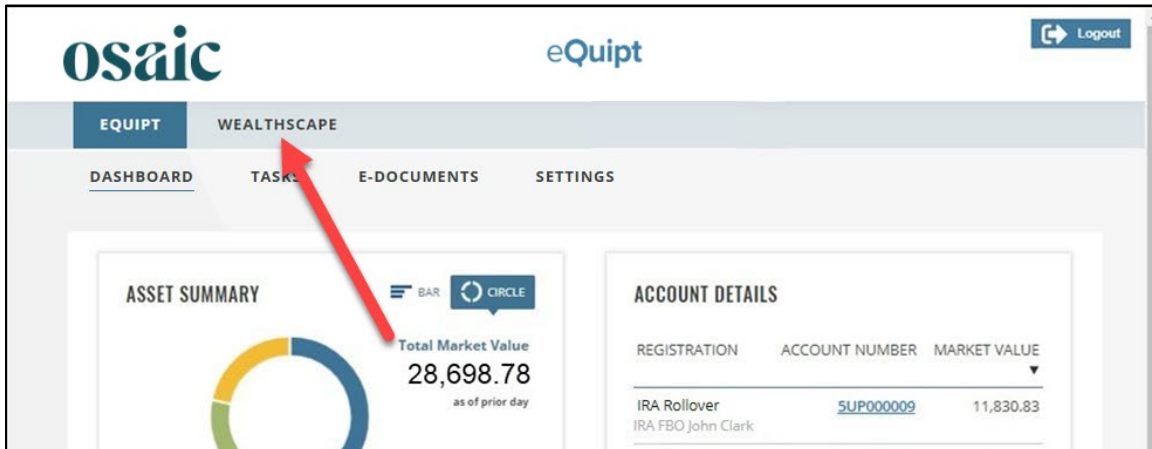 osaic
eQuipt
Logout
EQUIPT WEALTHSCAPE
DASHBOARD TASKS E-DOCUMENTS SETTINGS
ASSET SUMMARY
BAR CIRCLE
Total Market Value
28,698.78
as of prior day
ACCOUNT DETAILS
REGISTRATION ACCOUNT NUMBER MARKET VALUE ▼
IRA Rollover 5UP000009 11,830.83
IRA FBO John Clark